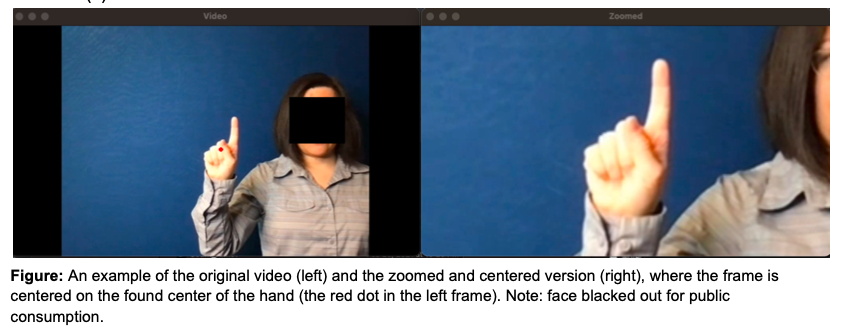 Video
Zoomed
Figure: An example of the original video (left) and the zoomed and centered version (right), where the frame is
centered on the found center of the hand (the red dot in the left frame). Note: face blacked out for public
consumption.